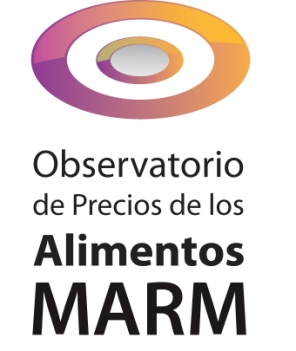 Observatorio
de Precios de los
Alimentos
MARM